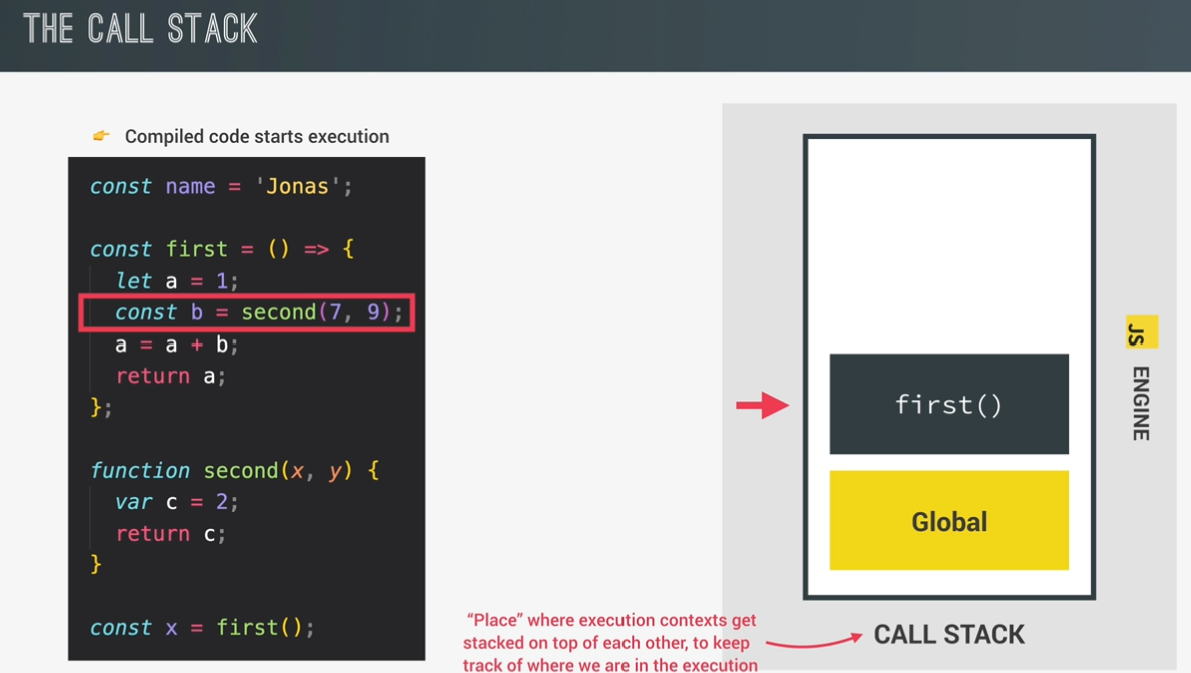 THE CALL STACK
👉 Compiled code starts execution
const name = 'Jonas';
const first = () => {
let a = 1;
const b = second(7, 9);
a = a + b;
return a;
};
function second(x, y) {
var c = 2;
return c;
}
const x = first();
first()
Global
JS ENGINE
“Place” where execution contexts get
stacked on top of each other, to keep
track of where we are in the execution
CALL STACK